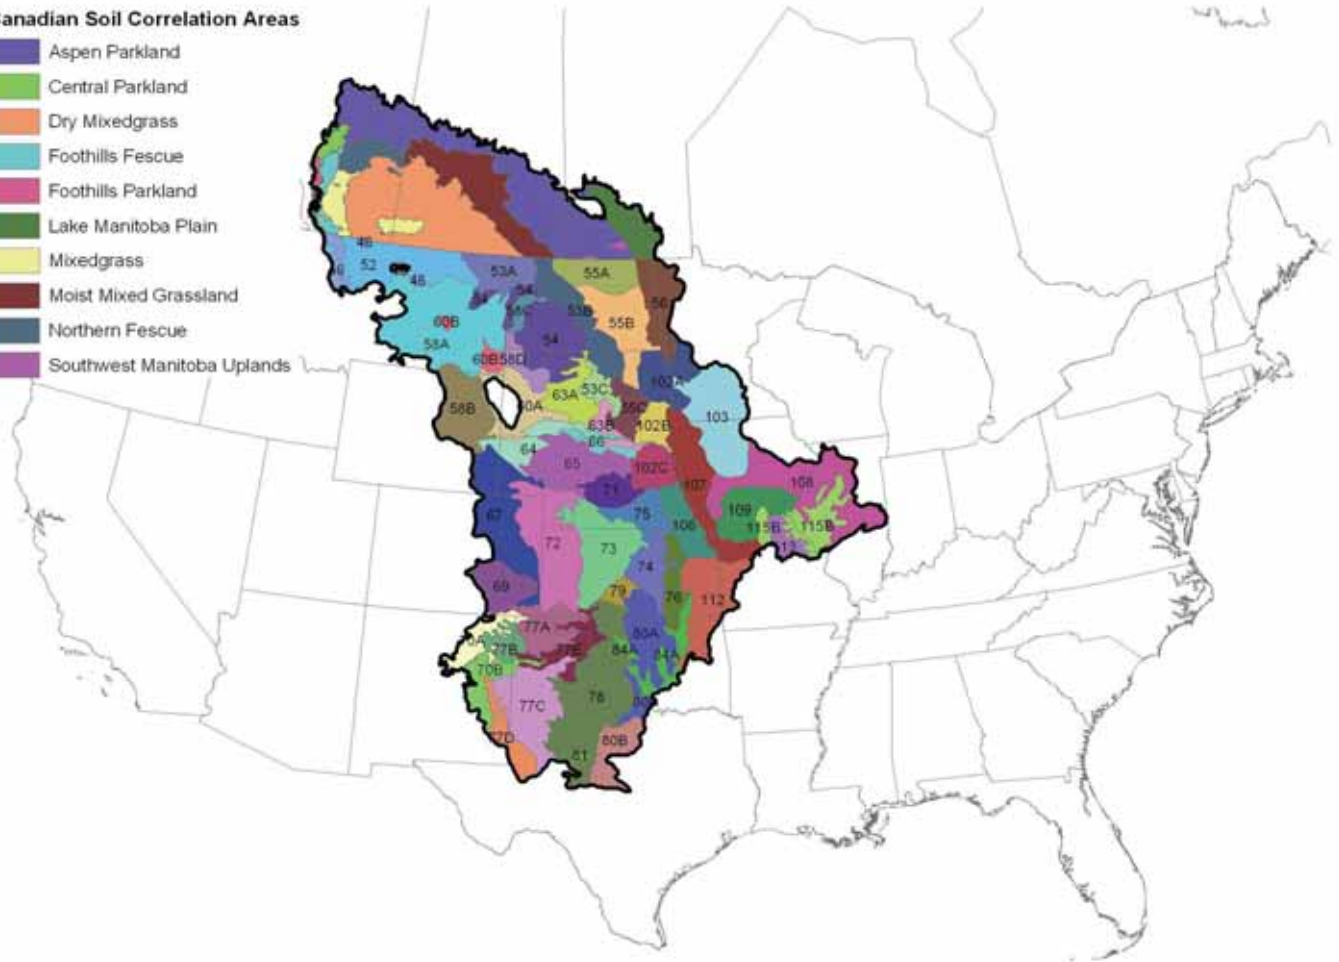 anadian Soil Correlation Areas
Aspen Parkland
Central Parkland
Dry Mixedgrass
Foothills Fescue
Foothills Parkland
Lake Manitoba Plain
Mixedgrass
Moist Mixed Grassland
Northern Fescue
Southwest Manitoba Uplands
46
52
46
53A
55A
54
56
53B
55B
60B
58A
54
60B
58D
102A
58B
60A
63A
53C
55C
103
63B
102B
66
64
65
102C
107
108
71
67
75
106
109
115B
115B
72
73
74
69
79
76
112
77A
80A
77B
77E
84A
84A
70B
78
77C
77D
80B
81